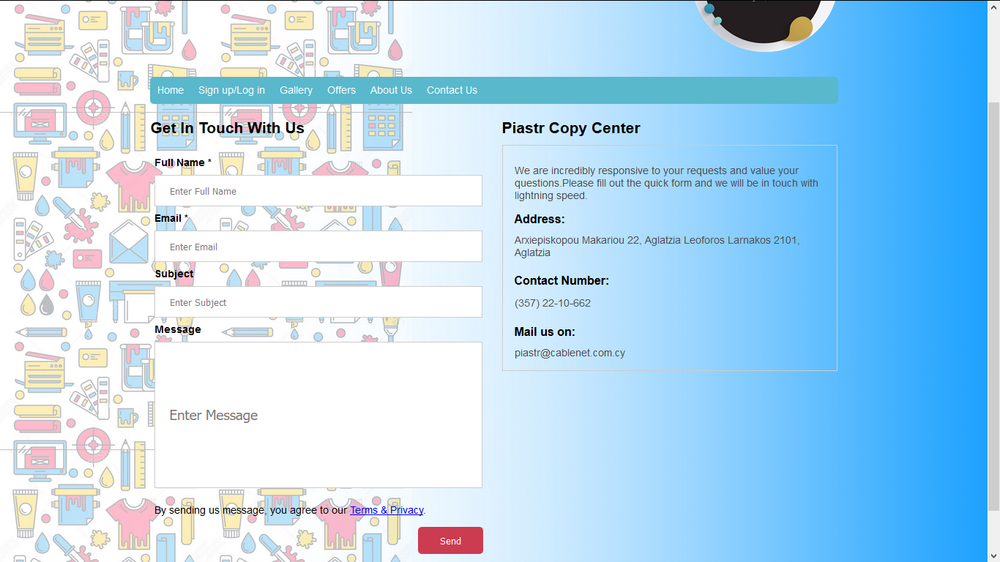 Home Sign up/Log in Gallery Offers About Us Contact Us
Get In Touch With Us
Full Name *
Enter Full Name
Email *
Enter Email
Subject
Enter Subject
Message
Enter Message
By sending us message, you agree to our Terms & Privacy.
Send
Piastr Copy Center
We are incredibly responsive to your requests and value your
questions.Please fill out the quick form and we will be in touch with
lightning speed.
Address:
Arxiepiskopou Makariou 22, Aglatzia Leoforos Larnakos 2101,
Aglatzia
Contact Number:
(357) 22-10-662
Mail us on:
piastr@cablenet.com.cy